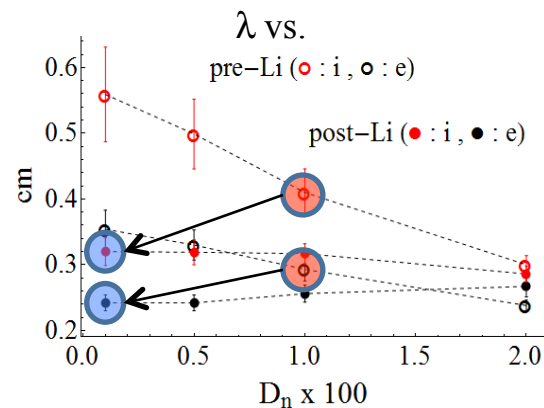 λ vs.
pre−Li ( : i , : e)
post−Li ( : i , : e)
cm
0.6
0.5
0.4
0.3
0.2
0.0 0.5 1.0 1.5 2.0
Dₙ x 100